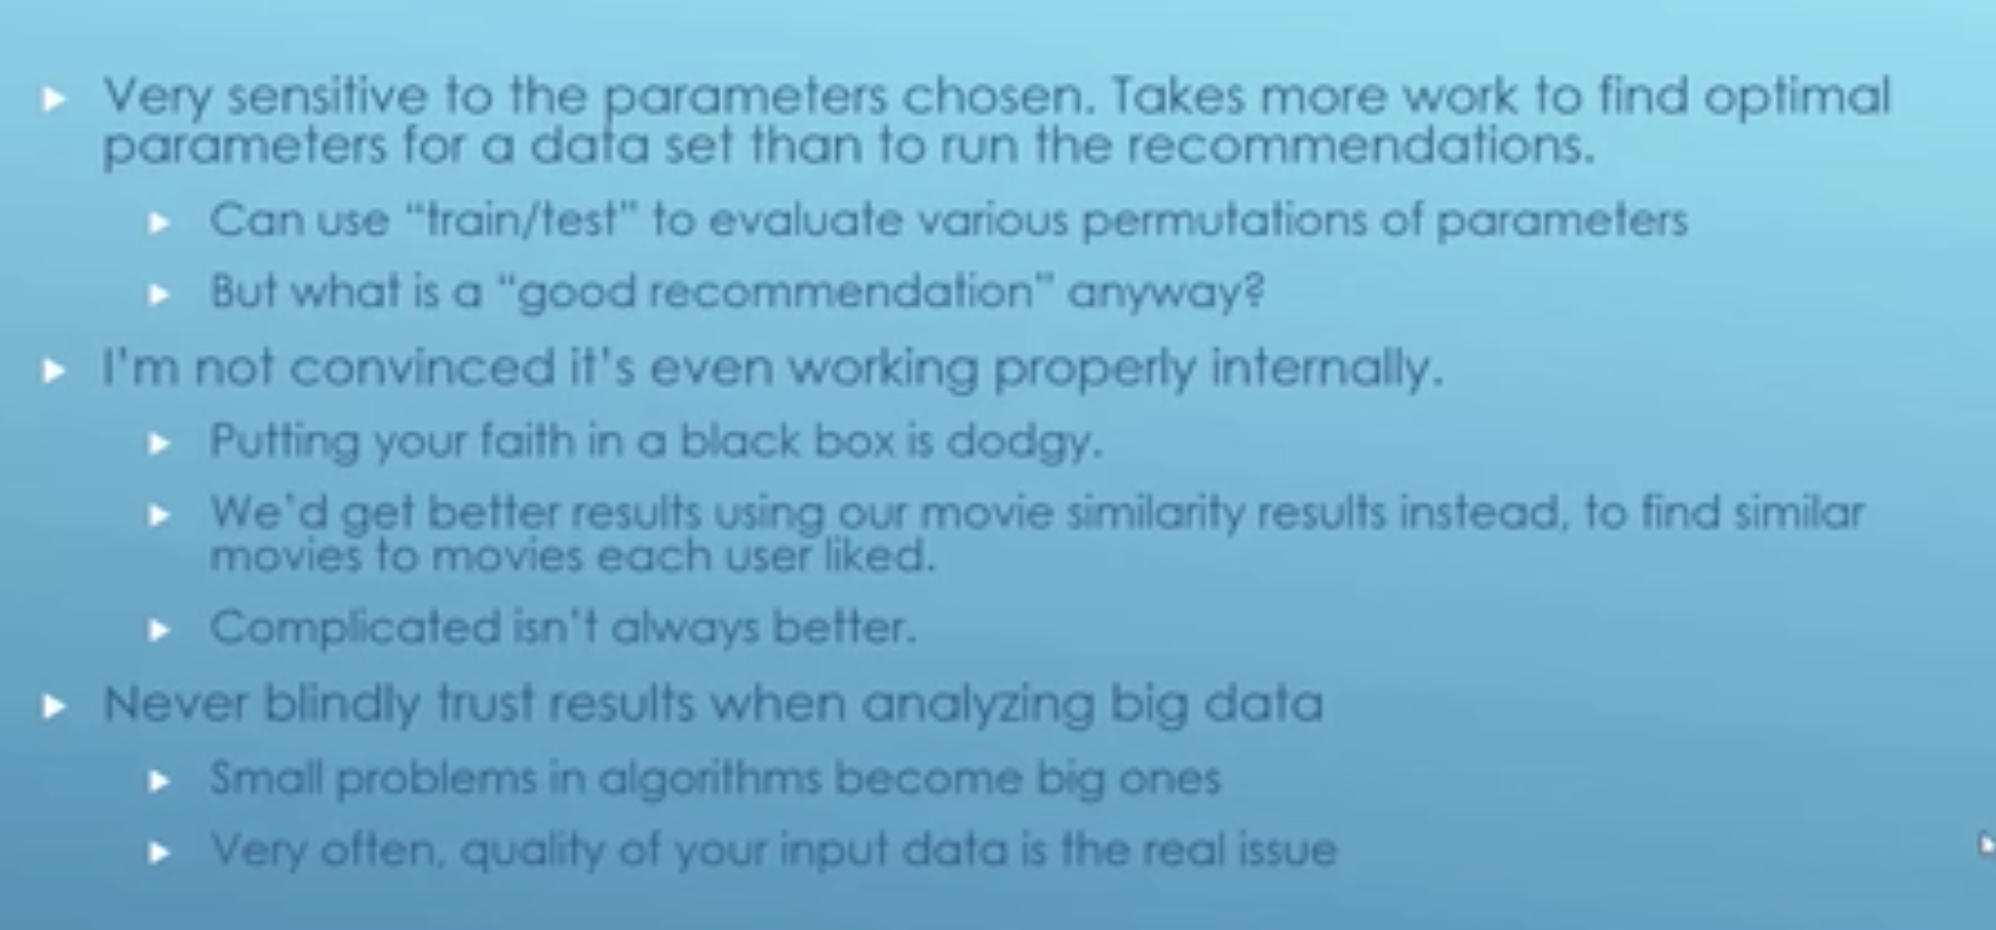 Very sensitive to the parameters chosen. Takes more work to find optimal
parameters for a data set than to run the recommendations.
Can use “train/test” to evaluate various permutations of parameters
But what is a “good recommendation” anyway?
I’m not convinced it’s even working properly internally.
Putting your faith in a black box is dodgy.
We’d get better results using our movie similarity results instead, to find similar
movies to movies each user liked.
Complicated isn’t always better.
Never blindly trust results when analyzing big data
Small problems in algorithms become big ones
Very often, quality of your input data is the real issue